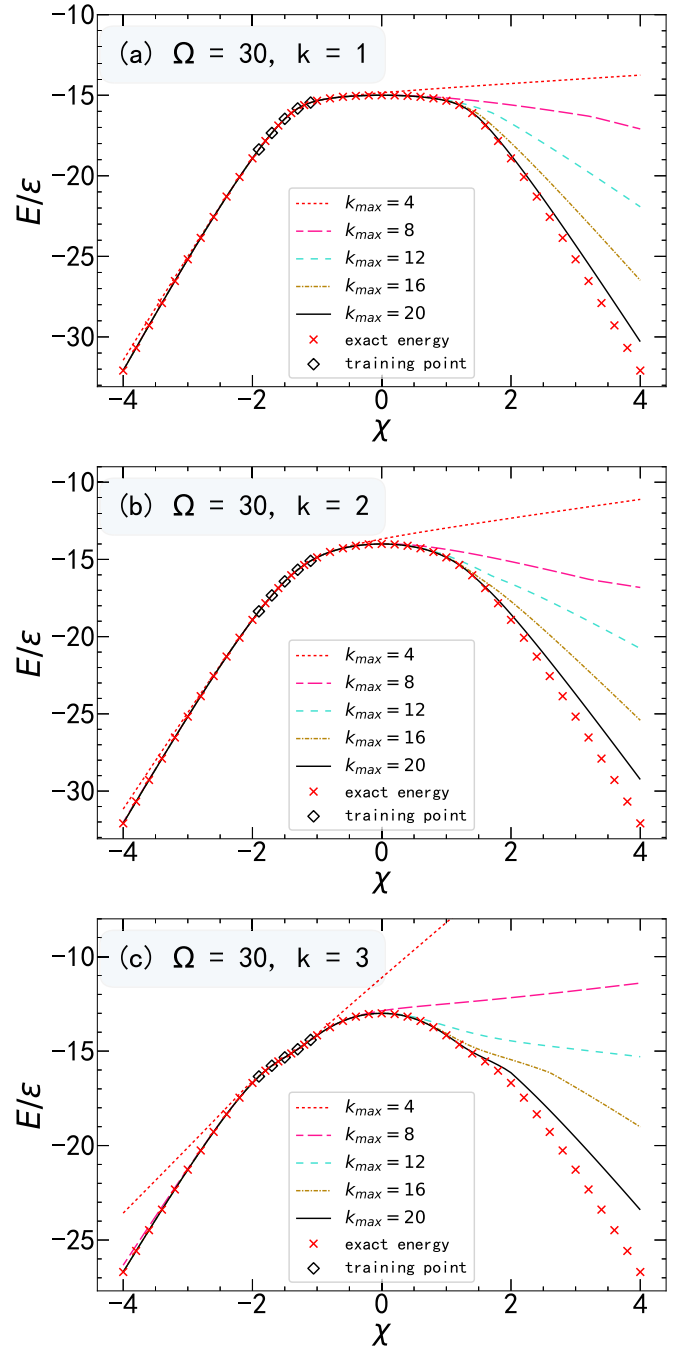 (a) Ω = 30, k = 1
−15
−20
−25
−30
E/ε
k_max = 4
k_max = 8
k_max = 12
k_max = 16
k_max = 20
exact energy
training point
−4 −2 0 2 4
χ
(b) Ω = 30, k = 2
−10
−15
−20
−25
−30
E/ε
k_max = 4
k_max = 8
k_max = 12
k_max = 16
k_max = 20
exact energy
training point
−4 −2 0 2 4
χ
(c) Ω = 30, k = 3
−10
−15
−20
−25
E/ε
k_max = 4
k_max = 8
k_max = 12
k_max = 16
k_max = 20
exact energy
training point
−4 −2 0 2 4
χ